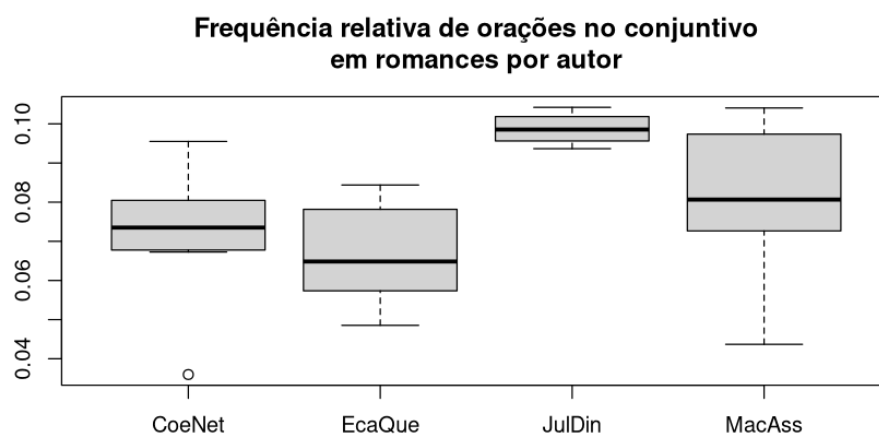 Frequência relativa de orações no conjuntivo
em romances por autor
0.10
0.08
0.06
0.04
CoeNet
EcaQue
JulDin
MacAss